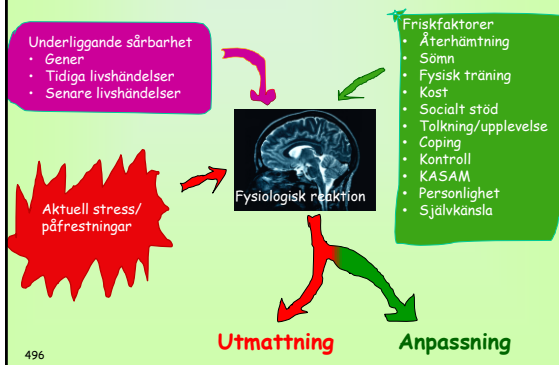 Underliggande sårbarhet
• Gener
• Tidiga livshändelser
• Senare livshändelser
Friskfaktorer
• Återhämtning
• Sömn
• Fysisk träning
• Kost
• Socialt stöd
• Tolkning/upplevelse
• Coping
• Kontroll
• KASAM
• Personlighet
• Självkänsla
Fysiologisk reaktion
Aktuell stress/
påfrestningar
Utmattning
Anpassning
496